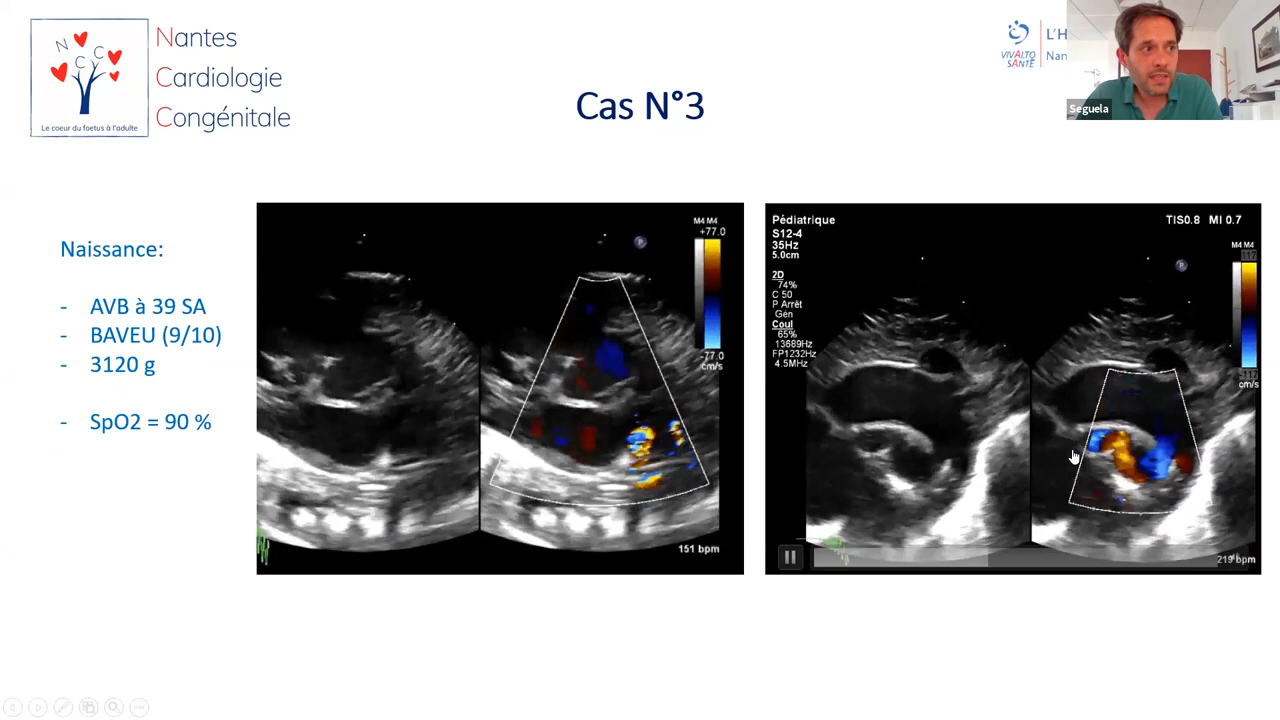 N
C
C
Le coeur du foetus à l'adulte
Nantes
Cardiologie
Congénitale
Cas N°3
VIVALTO
SANTÉ
L'H
Nan
Seguela
Naissance:
- AVB à 39 SA
- BAVEU (9/10)
- 3120 g
- SpO2 = 90 %
M4 M4
+77.0
P
-77.0
cm/s
151 bpm
Pédiatrique
S12-4
35Hz
5.0cm
2D
74%
C 50
P Arrêt
Gén
Coul
65%
13689Hz
FP1232Hz
4.5MHz
TIS0.8 MI 0.7
M4 M4
P
cm/s
219 bpm